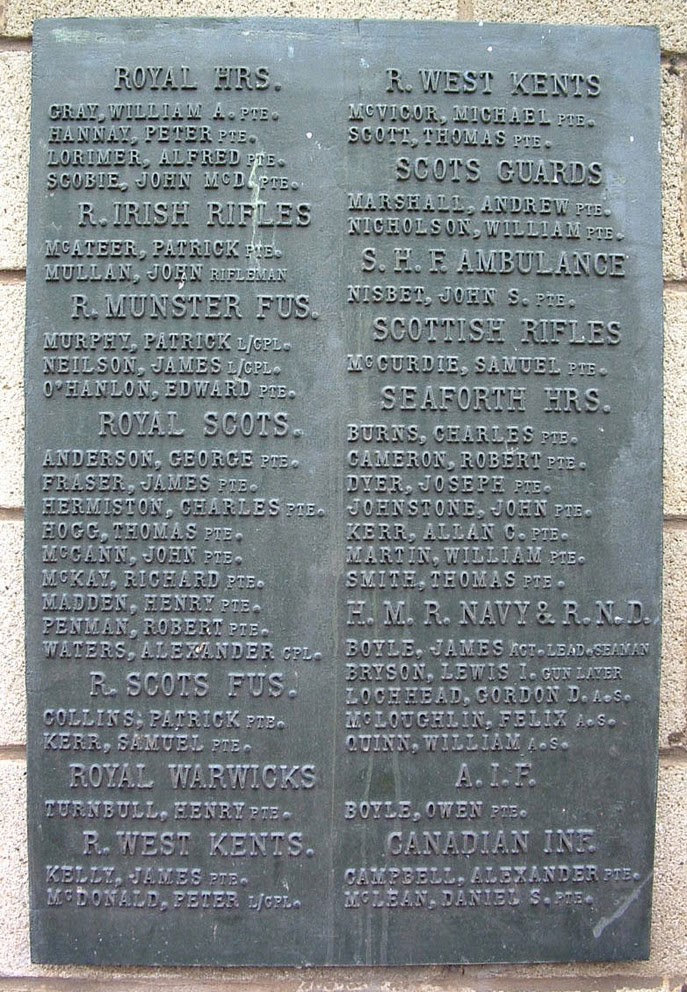 ROYAL HRS.
GRAY, WILLIAM A. PTE.
HANNAY, PETER PTE.
LORIMER, ALFRED PTE.
SCOBIE, JOHN McD. PTE.
R. IRISH RIFLES
McATEER, PATRICK PTE.
MULLAN, JOHN RIFLEMAN
R. MUNSTER FUS.
MURPHY, PATRICK L/CPL.
NEILSON, JAMES L/CPL.
O'HANLON, EDWARD PTE.
ROYAL SCOTS.
ANDERSON, GEORGE PTE.
FRASER, JAMES PTE.
HERMISTON, CHARLES PTE.
HOGG, THOMAS PTE.
McCANN, JOHN PTE.
McKAY, RICHARD PTE.
MADDEN, HENRY PTE.
PENMAN, ROBERT PTE.
WATERS, ALEXANDER CPL.
R. SCOTS FUS.
COLLINS, PATRICK PTE.
KERR, SAMUEL PTE.
ROYAL WARWICKS
TURNBULL, HENRY PTE.
R. WEST KENTS.
KELLY, JAMES PTE.
McDONALD, PETER L/CPL.
R. WEST KENTS
McVICOR, MICHAEL PTE.
SCOTT, THOMAS PTE.
SCOTS GUARDS
MARSHALL, ANDREW PTE.
NICHOLSON, WILLIAM PTE.
S. H. F. AMBULANCE
NISBET, JOHN S. PTE.
SCOTTISH RIFLES
McCURDIE, SAMUEL PTE.
SEAFORTH HRS.
BURNS, CHARLES PTE.
CAMERON, ROBERT PTE.
DYER, JOSEPH PTE.
JOHNSTONE, JOHN PTE.
KERR, ALLAN C. PTE.
MARTIN, WILLIAM PTE.
SMITH, THOMAS PTE.
H. M. R. NAVY & R. N. D.
BOYLE, JAMES ACT. LEAD. SEAMAN
BRYSON, LEWIS I. GUN LAYER
LOCHHEAD, GORDON D. A.S.
McLOUGHLIN, FELIX A.S.
QUINN, WILLIAM A.S.
A. I. F.
BOYLE, OWEN PTE.
CANADIAN INF.
CAMPBELL, ALEXANDER PTE.
McLEAN, DANIEL S. PTE.